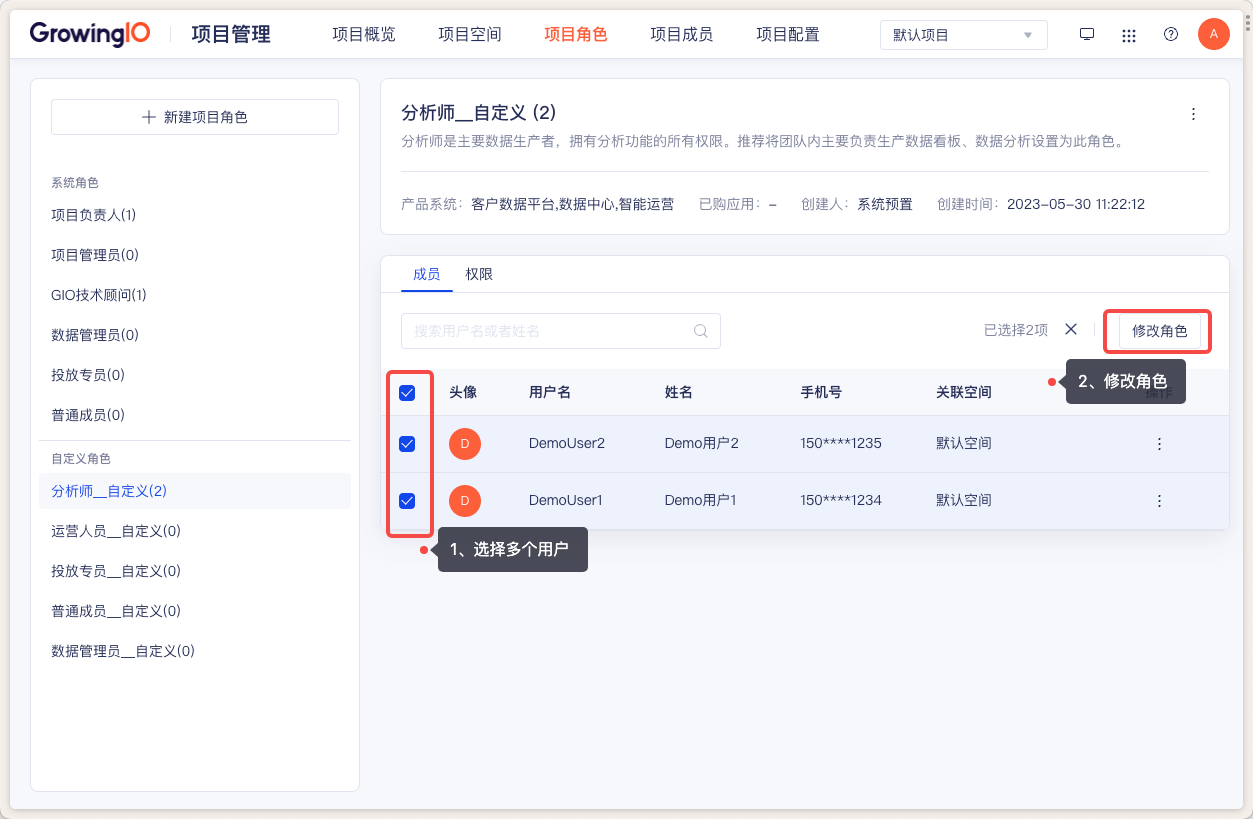 GrowingIO
项目管理
项目概览
项目空间
项目角色
项目成员
项目配置
默认项目
A
新建项目角色
系统角色
项目负责人(1)
项目管理员(0)
GIO技术顾问(1)
数据管理员(0)
投放专员(0)
普通成员(0)
自定义角色
分析师__自定义(2)
运营人员__自定义(0)
投放专员__自定义(0)
普通成员__自定义(0)
数据管理员__自定义(0)
分析师__自定义 (2)
分析师是主要数据生产者，拥有分析功能的所有权限。推荐将团队内主要负责生产数据看板、数据分析设置为此角色。
产品系统： 客户数据平台,数据中心,智能运营 已购应用： – 创建人： 系统预置 创建时间： 2023-05-30 11:22:12
成员 权限
搜索用户名或者姓名
已选择2项
修改角色
2、修改角色
头像 用户名 姓名 手机号 关联空间 操作
D DemoUser2 Demo用户2 150****1235 默认空间
D DemoUser1 Demo用户1 150****1234 默认空间
1、选择多个用户